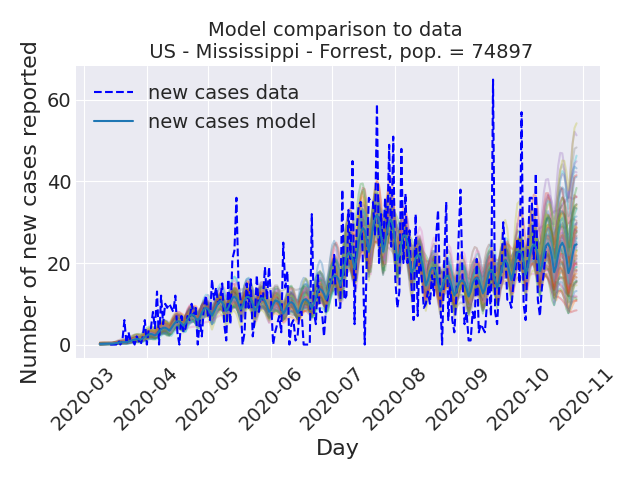 Model comparison to data
US - Mississippi - Forrest, pop. = 74897
Number of new cases reported
60
40
20
0
new cases data
new cases model
2020-03
2020-04
2020-05
2020-06
2020-07
2020-08
2020-09
2020-10
2020-11
Day